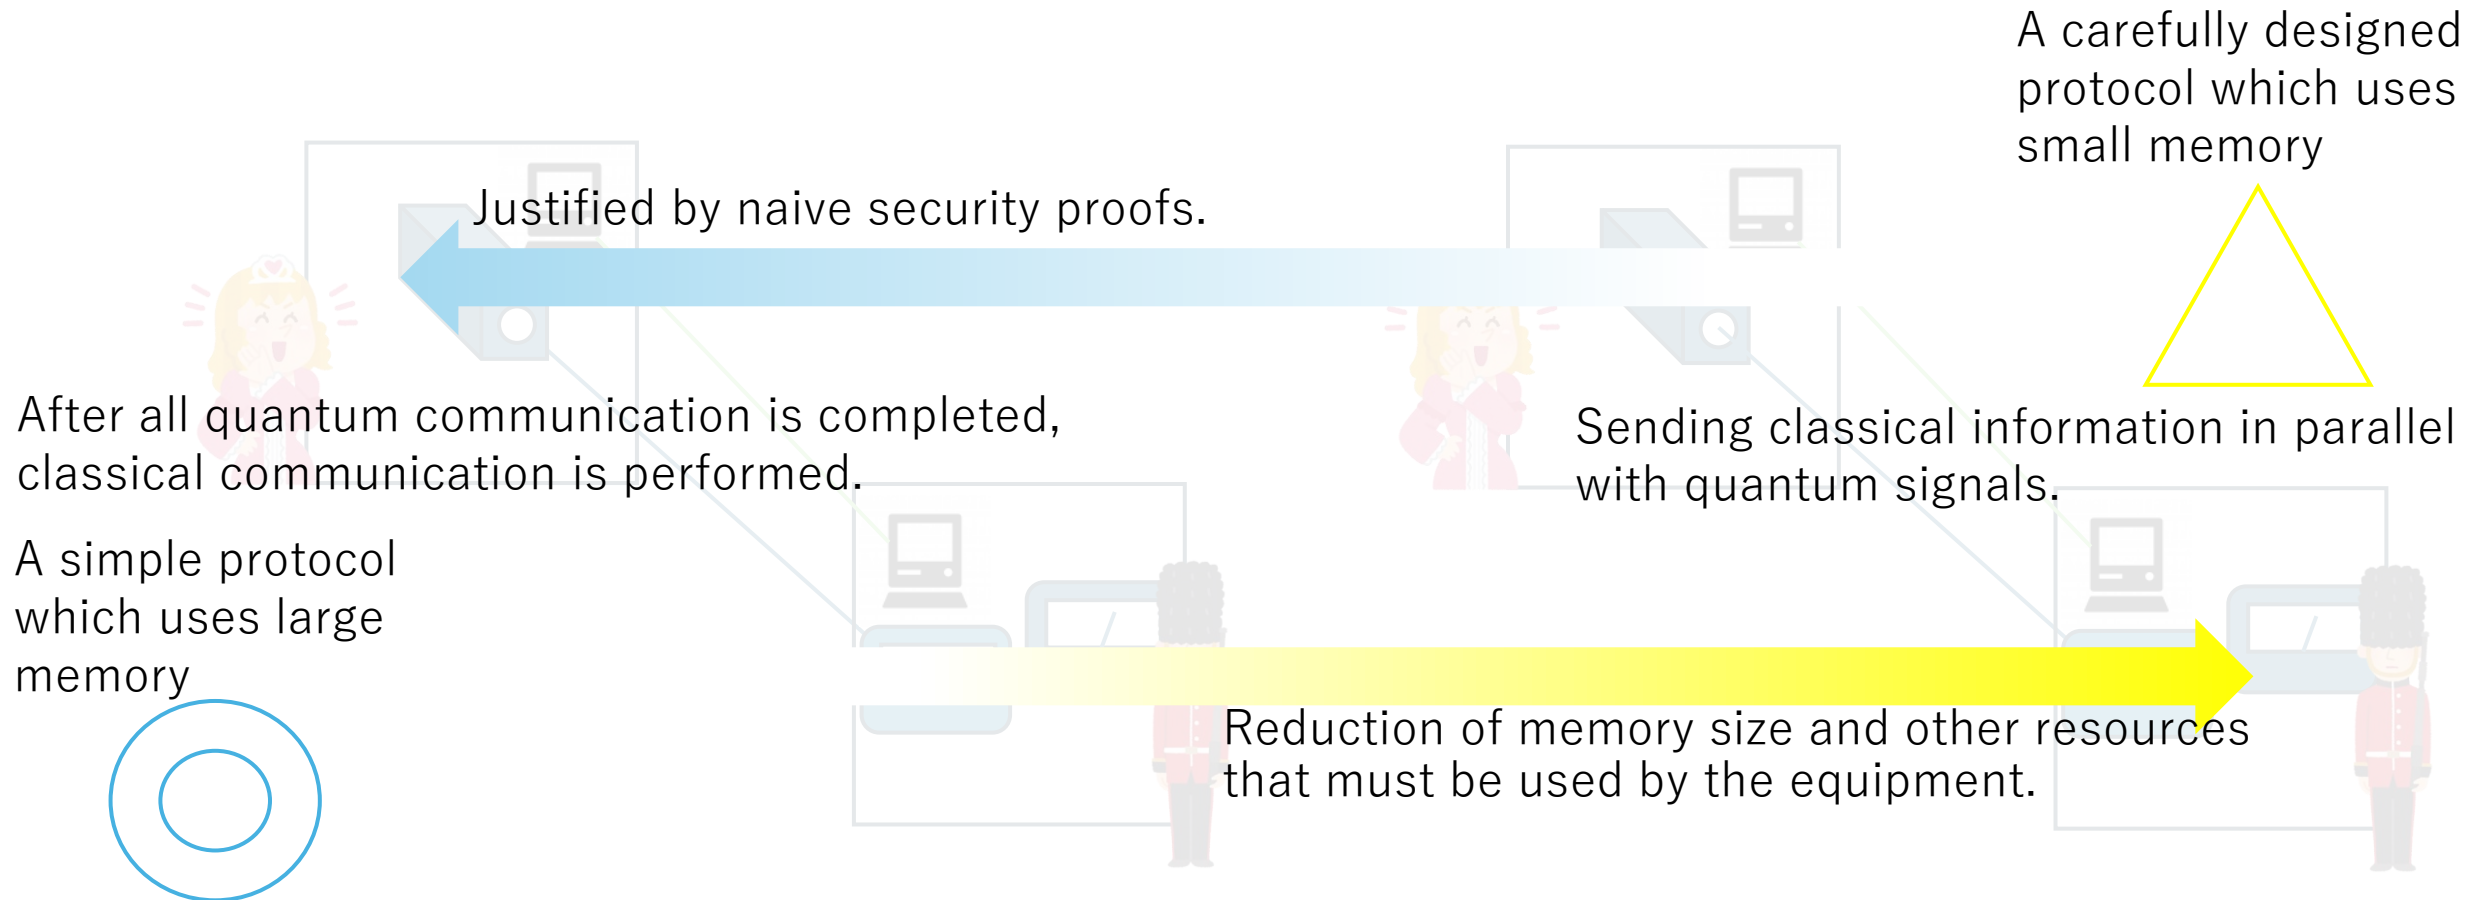 A carefully designed
protocol which uses
small memory
Justified by naive security proofs.
After all quantum communication is completed,
classical communication is performed.
Sending classical information in parallel
with quantum signals.
A simple protocol
which uses large
memory
Reduction of memory size and other resources
that must be used by the equipment.